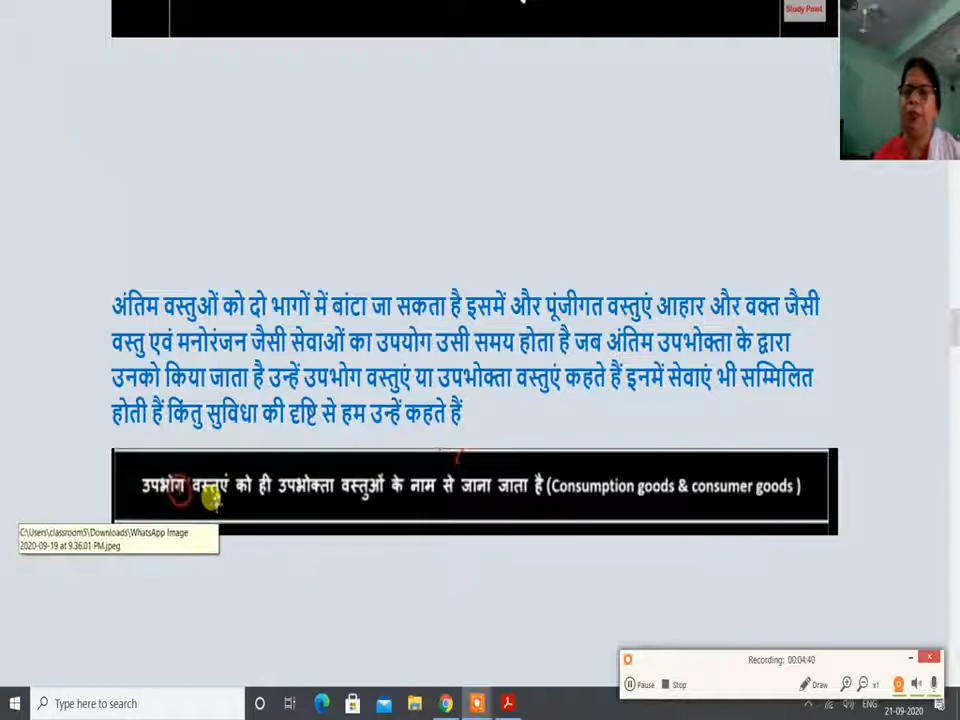 Study Point
अंतिम वस्तुओं को दो भागों में बांटा जा सकता है इसमें और पूंजीगत वस्तुएं आहार और वक्त जैसी
वस्तु एवं मनोरंजन जैसी सेवाओं का उपयोग उसी समय होता है जब अंतिम उपभोक्ता के द्वारा
उनको किया जाता है उन्हें उपभोग वस्तुएं या उपभोक्ता वस्तुएं कहते हैं इनमें सेवाएं भी सम्मिलित
होती हैं किंतु सुविधा की दृष्टि से हम उन्हें कहते हैं
उपभोग वस्तुएं को ही उपभोक्ता वस्तुओं के नाम से जाना जाता है (Consumption goods & consumer goods )
C:\Users\classroom5\Downloads\WhatsApp Image
2020-09-19 at 9.36.01 PM.jpeg
Recording: 00:04:40
Pause Stop Draw x1
Type here to search
ENG
21-09-2020